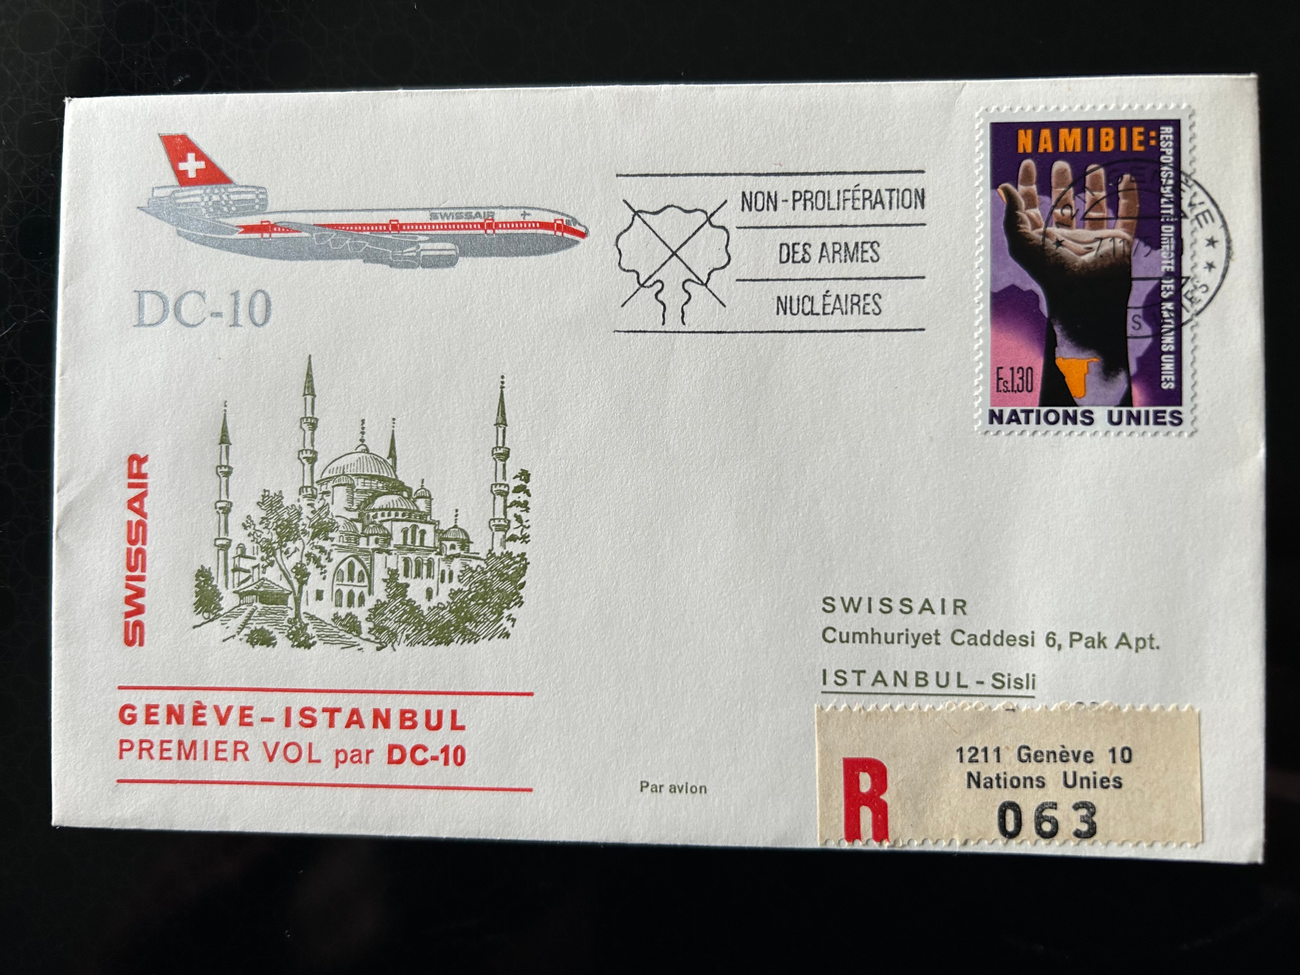 SWISSAIR
DC-10
SWISSAIR
GENÈVE-ISTANBUL
PREMIER VOL par DC-10
NON-PROLIFÉRATION
DES ARMES
NUCLÉAIRES
NAMIBIE:
RESPONSABILITÉ DIRECTE DES NATIONS UNIES
Fs.1,30
NATIONS UNIES
SWISSAIR
Cumhuriyet Caddesi 6, Pak Apt.
ISTANBUL-Sisli
Par avion
R
1211 Genève 10
Nations Unies
063